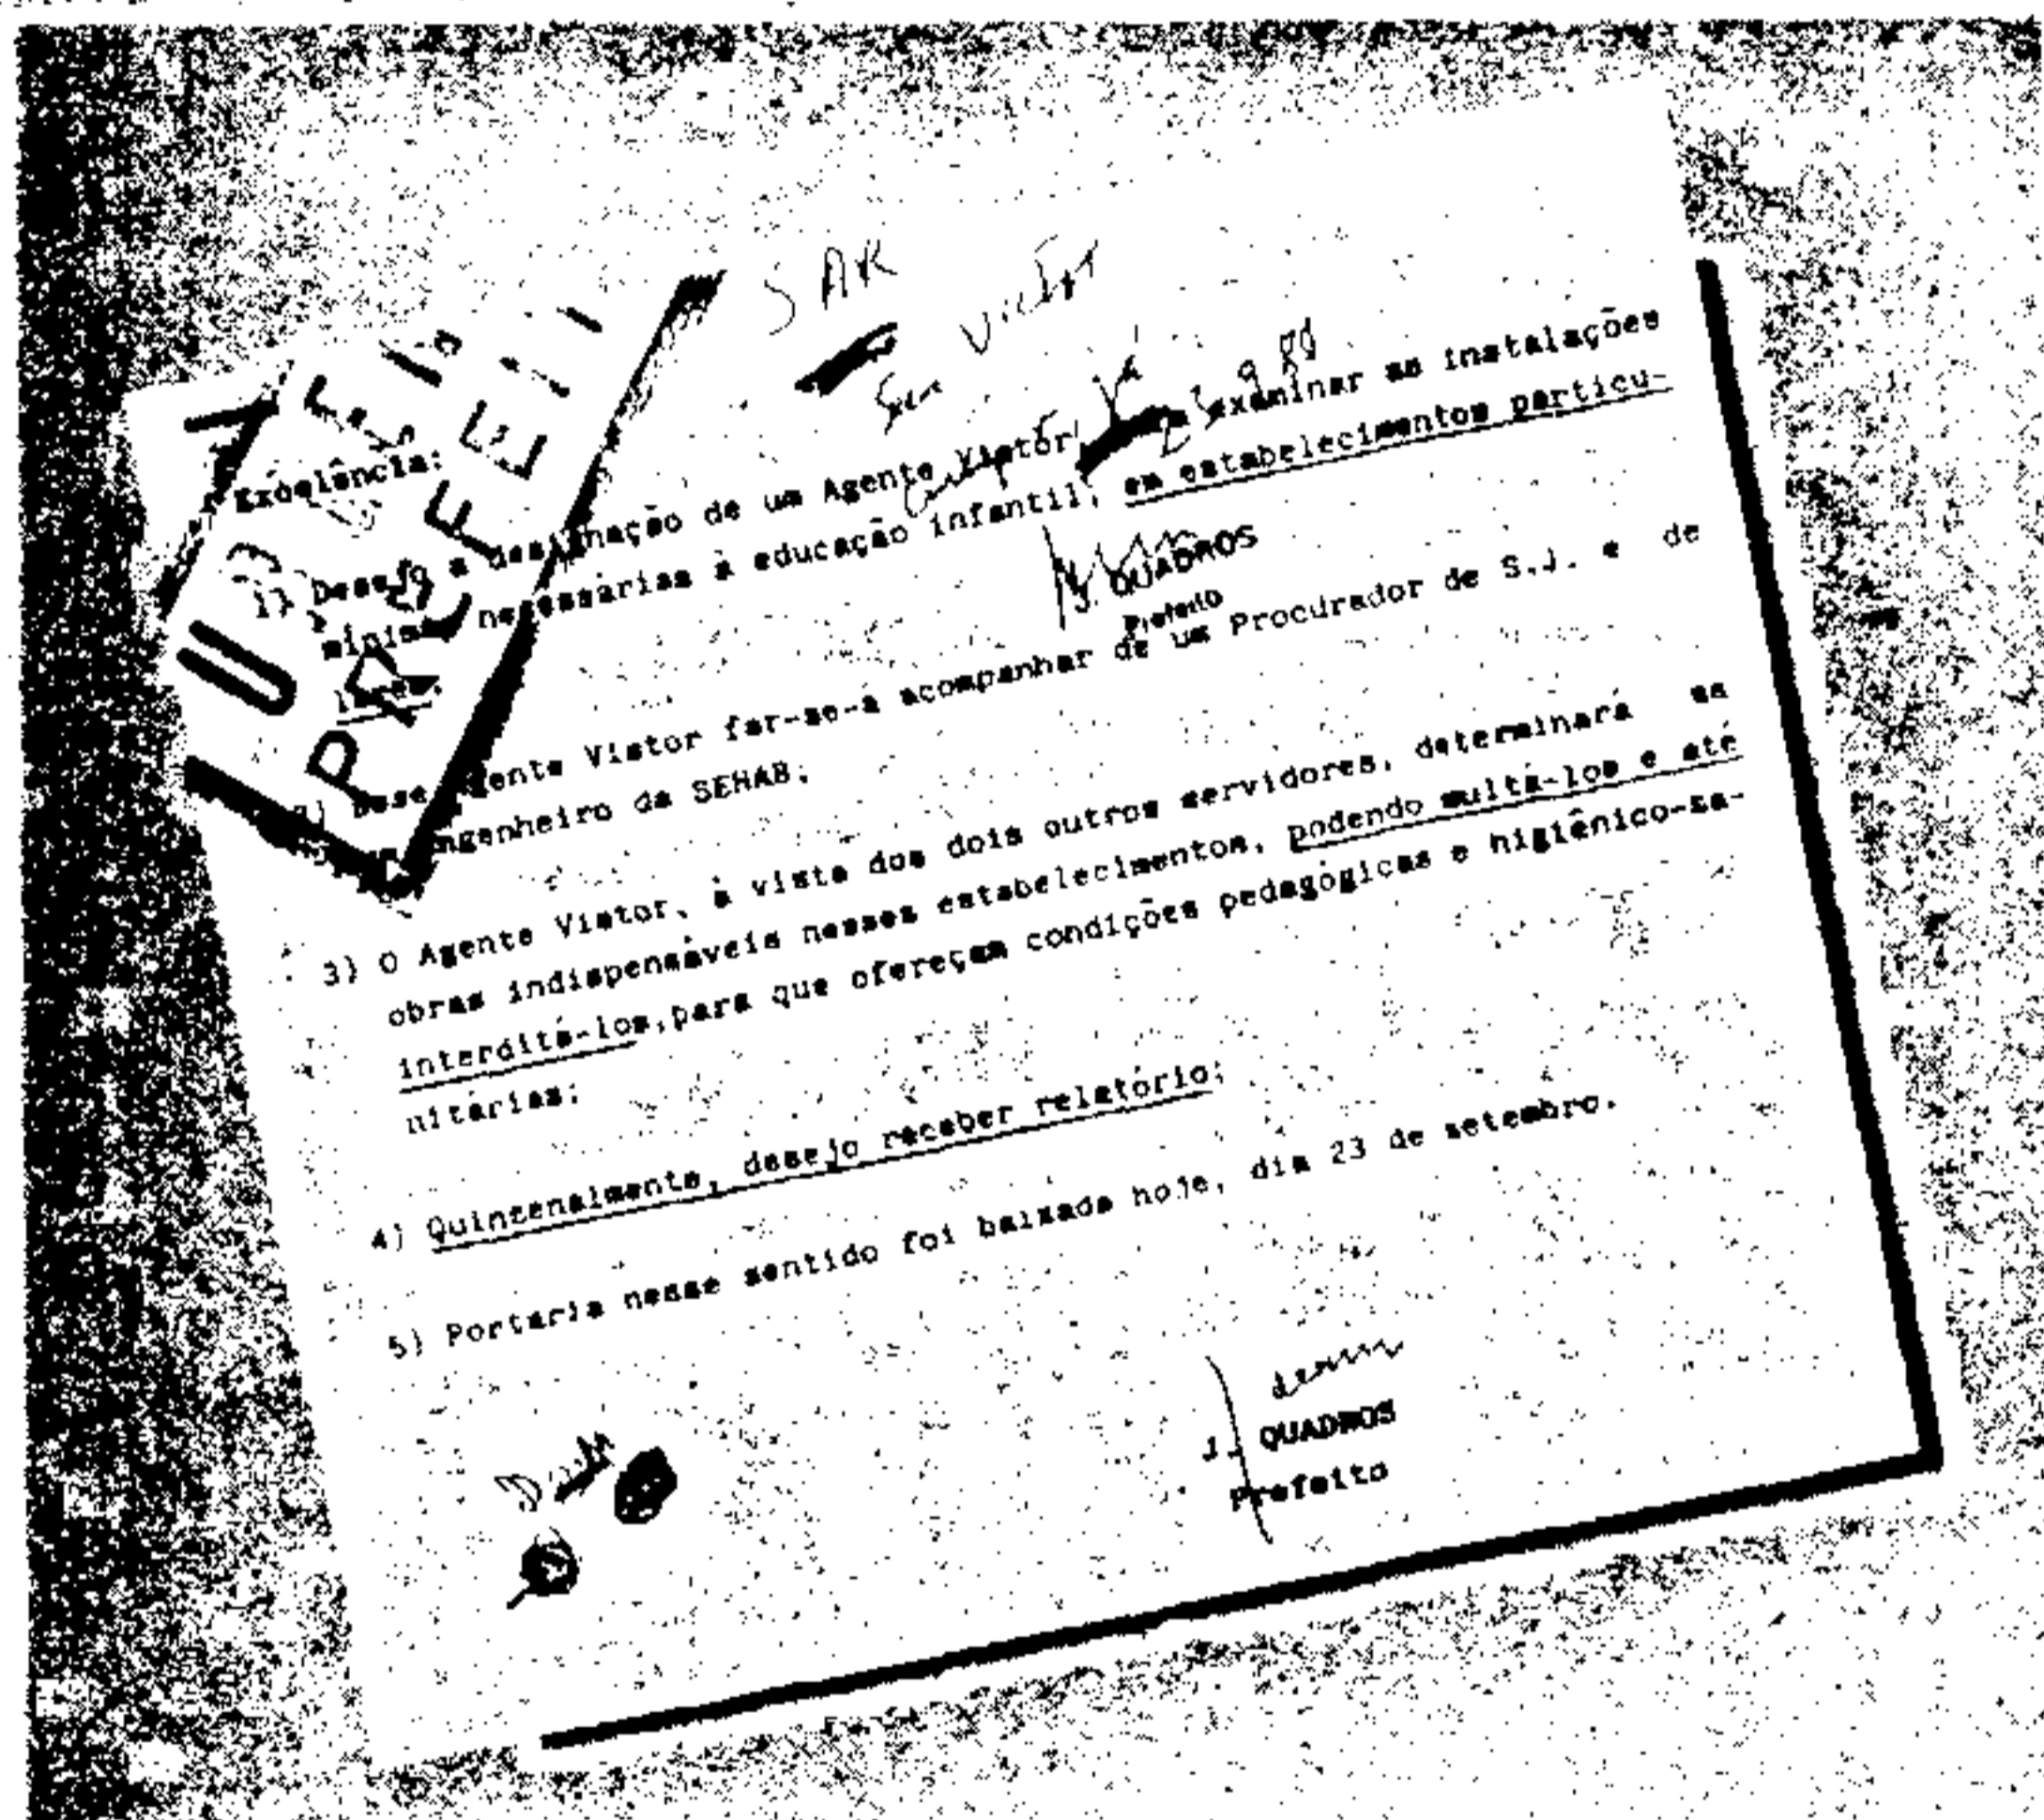 SAR
Excelência:
1) Desejo a designação de um Agente Vistor, a examinar as instalações
necessárias à educação infantil, em estabelecimentos particu-
lares.
J. QUADROS
Prefeito
2) Esse Agente Vistor far-se-á acompanhar de um Procurador de S.J. e de
um Engenheiro da SEHAB.
3) O Agente Vistor, à vista dos dois outros servidores, determinará as
obras indispensáveis nesses estabelecimentos, podendo multá-los e até
interditá-los, para que ofereçam condições pedagógicas e higiênico-sa-
nitárias;
4) Quinzenalmente, desejo receber relatório;
5) Portaria nesse sentido foi baixada hoje, dia 23 de setembro.
J. QUADROS
Prefeito